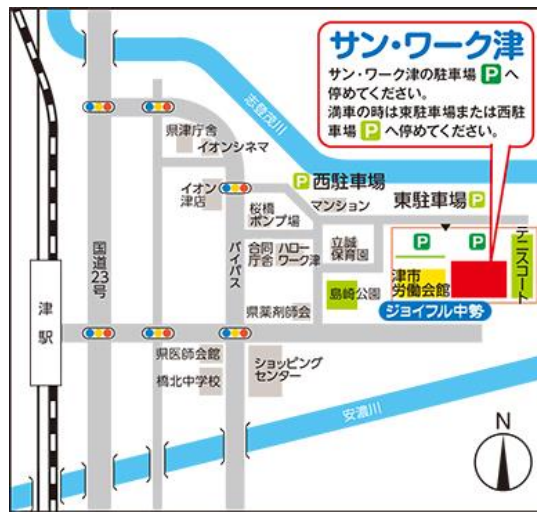 サン・ワーク津
サン・ワーク津の駐車場 P へ
停めてください。
満車の時は東駐車場または西駐
車場 P へ停めてください。
志登茂川
県津庁舎
イオンシネマ
P 西駐車場
イオン
津店
マンション
東駐車場 P
桜橋
ポンプ場
国道23号
バイパス
合同
庁舎
ハロー
ワーク津
立誠
保育園
P
P
テニスコート
津市
労働会館
島崎公園
ジョイフル中勢
津駅
県薬剤師会
県医師会館
橋北中学校
ショッピング
センター
安濃川
N